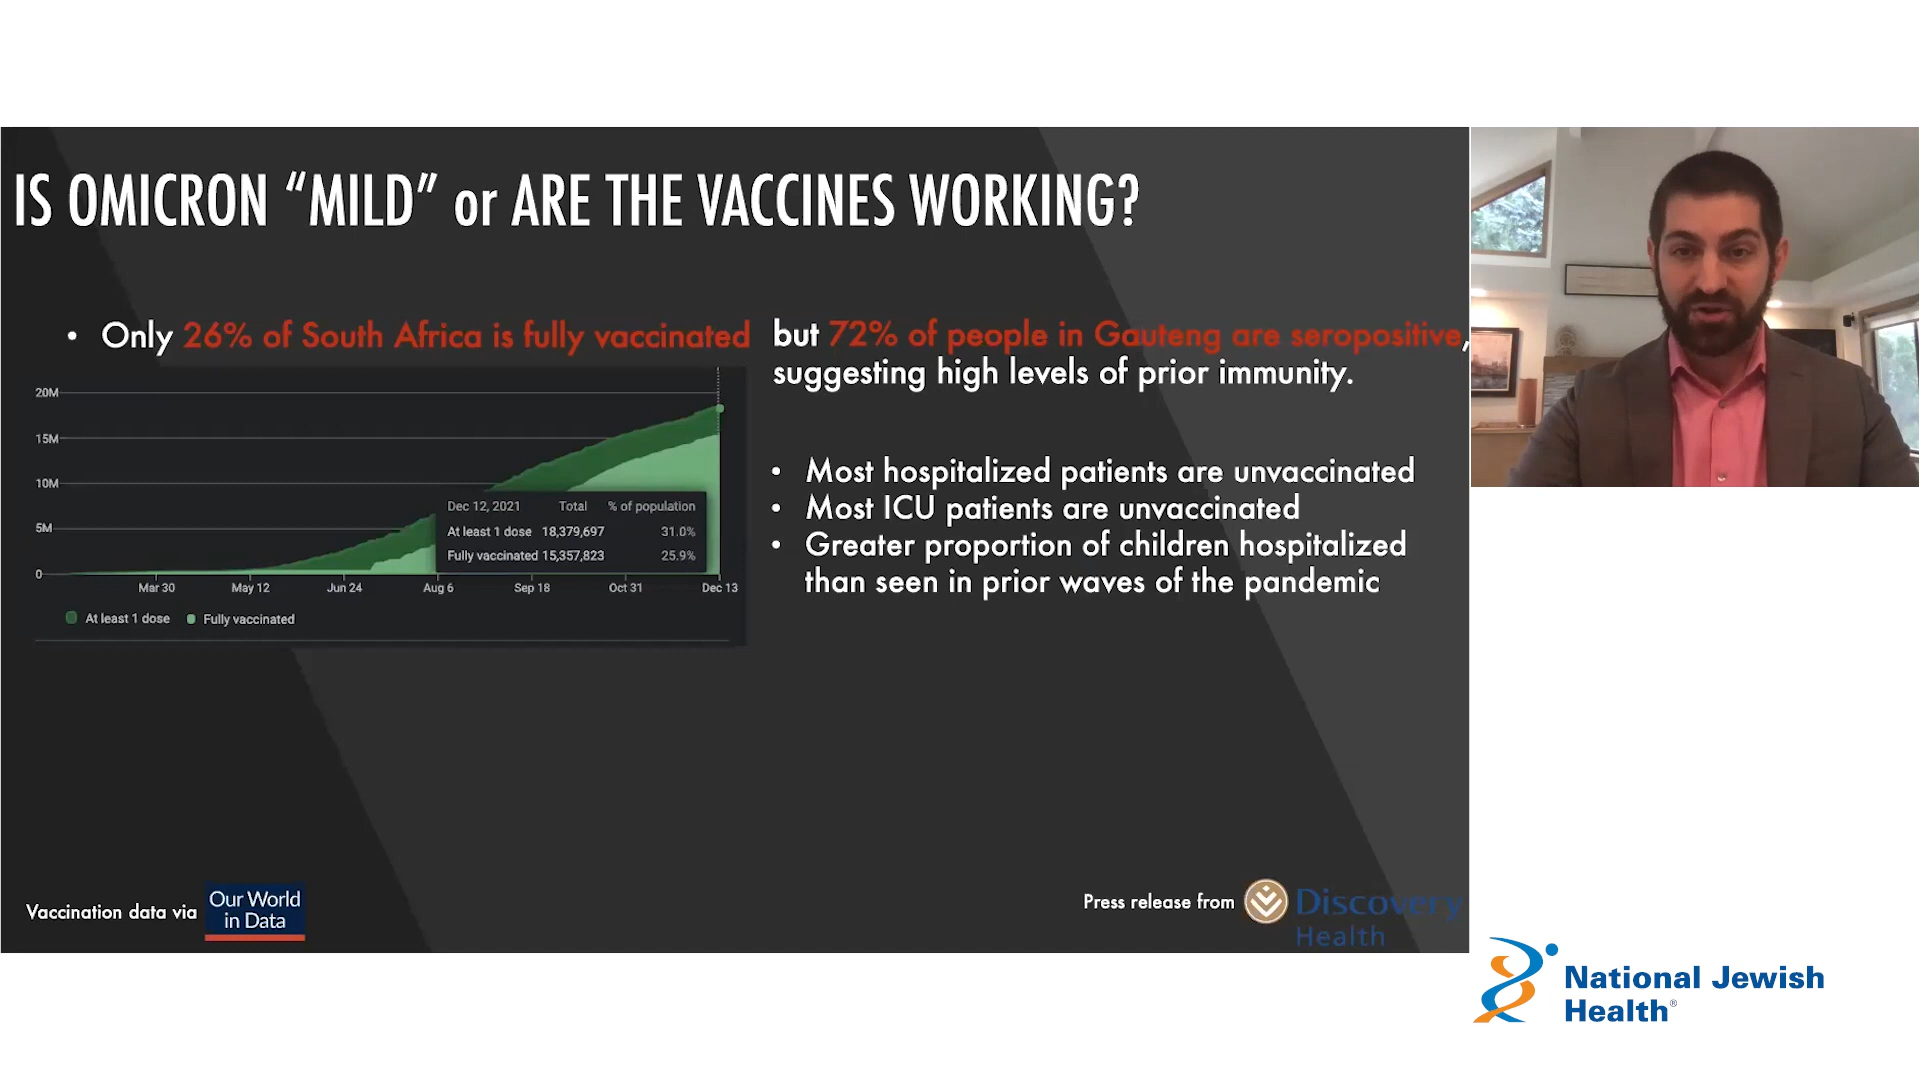 IS OMICRON “MILD” or ARE THE VACCINES WORKING?
• Only 26% of South Africa is fully vaccinated
20M
15M
10M
5M
0
Dec 12, 2021 Total % of population
At least 1 dose 18,379,697 31.0%
Fully vaccinated 15,357,823 25.9%
Mar 30 May 12 Jun 24 Aug 6 Sep 18 Oct 31 Dec 13
At least 1 dose Fully vaccinated
but 72% of people in Gauteng are seropositive,
suggesting high levels of prior immunity.
• Most hospitalized patients are unvaccinated
• Most ICU patients are unvaccinated
• Greater proportion of children hospitalized
than seen in prior waves of the pandemic
Vaccination data via
Our World
in Data
Press release from
Discovery
Health
National Jewish
Health®